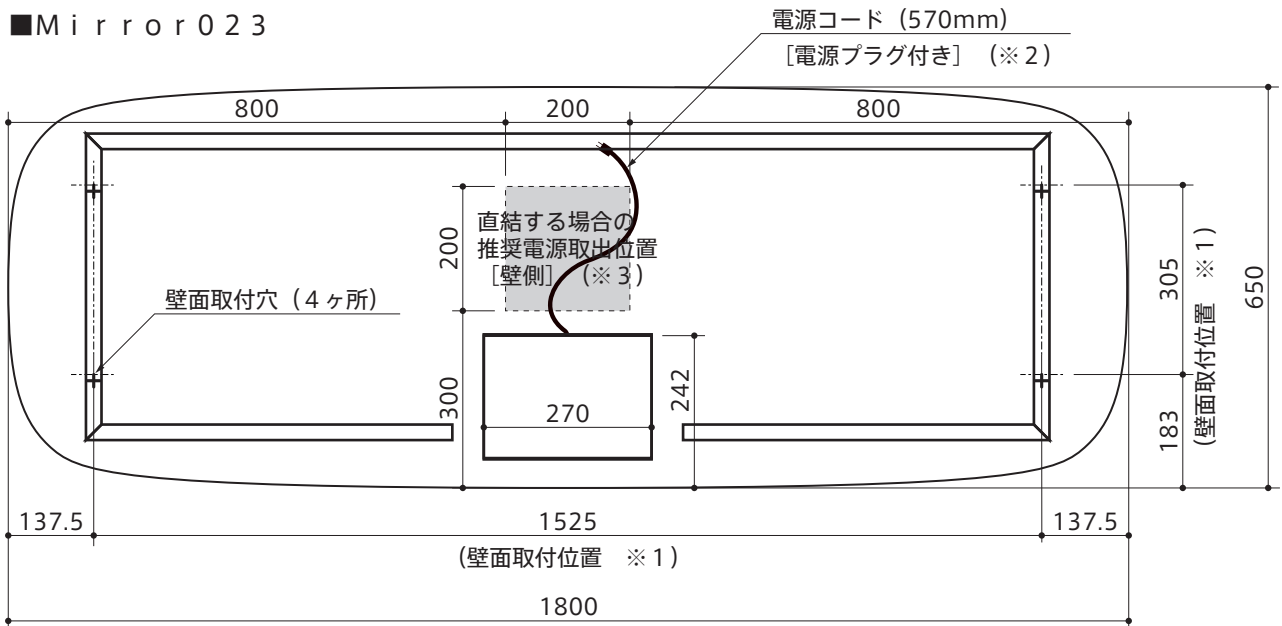 ■Ｍｉｒｒｏｒ０２３
電源コード（570mm）
［電源プラグ付き］（※２）
800
200
800
200
直結する場合の
推奨電源取出位置
［壁側］（※３）
壁面取付穴（４ヶ所）
300
270
242
305
183
(壁面取付位置　※１)
650
137.5
1525
137.5
(壁面取付位置　※１)
1800